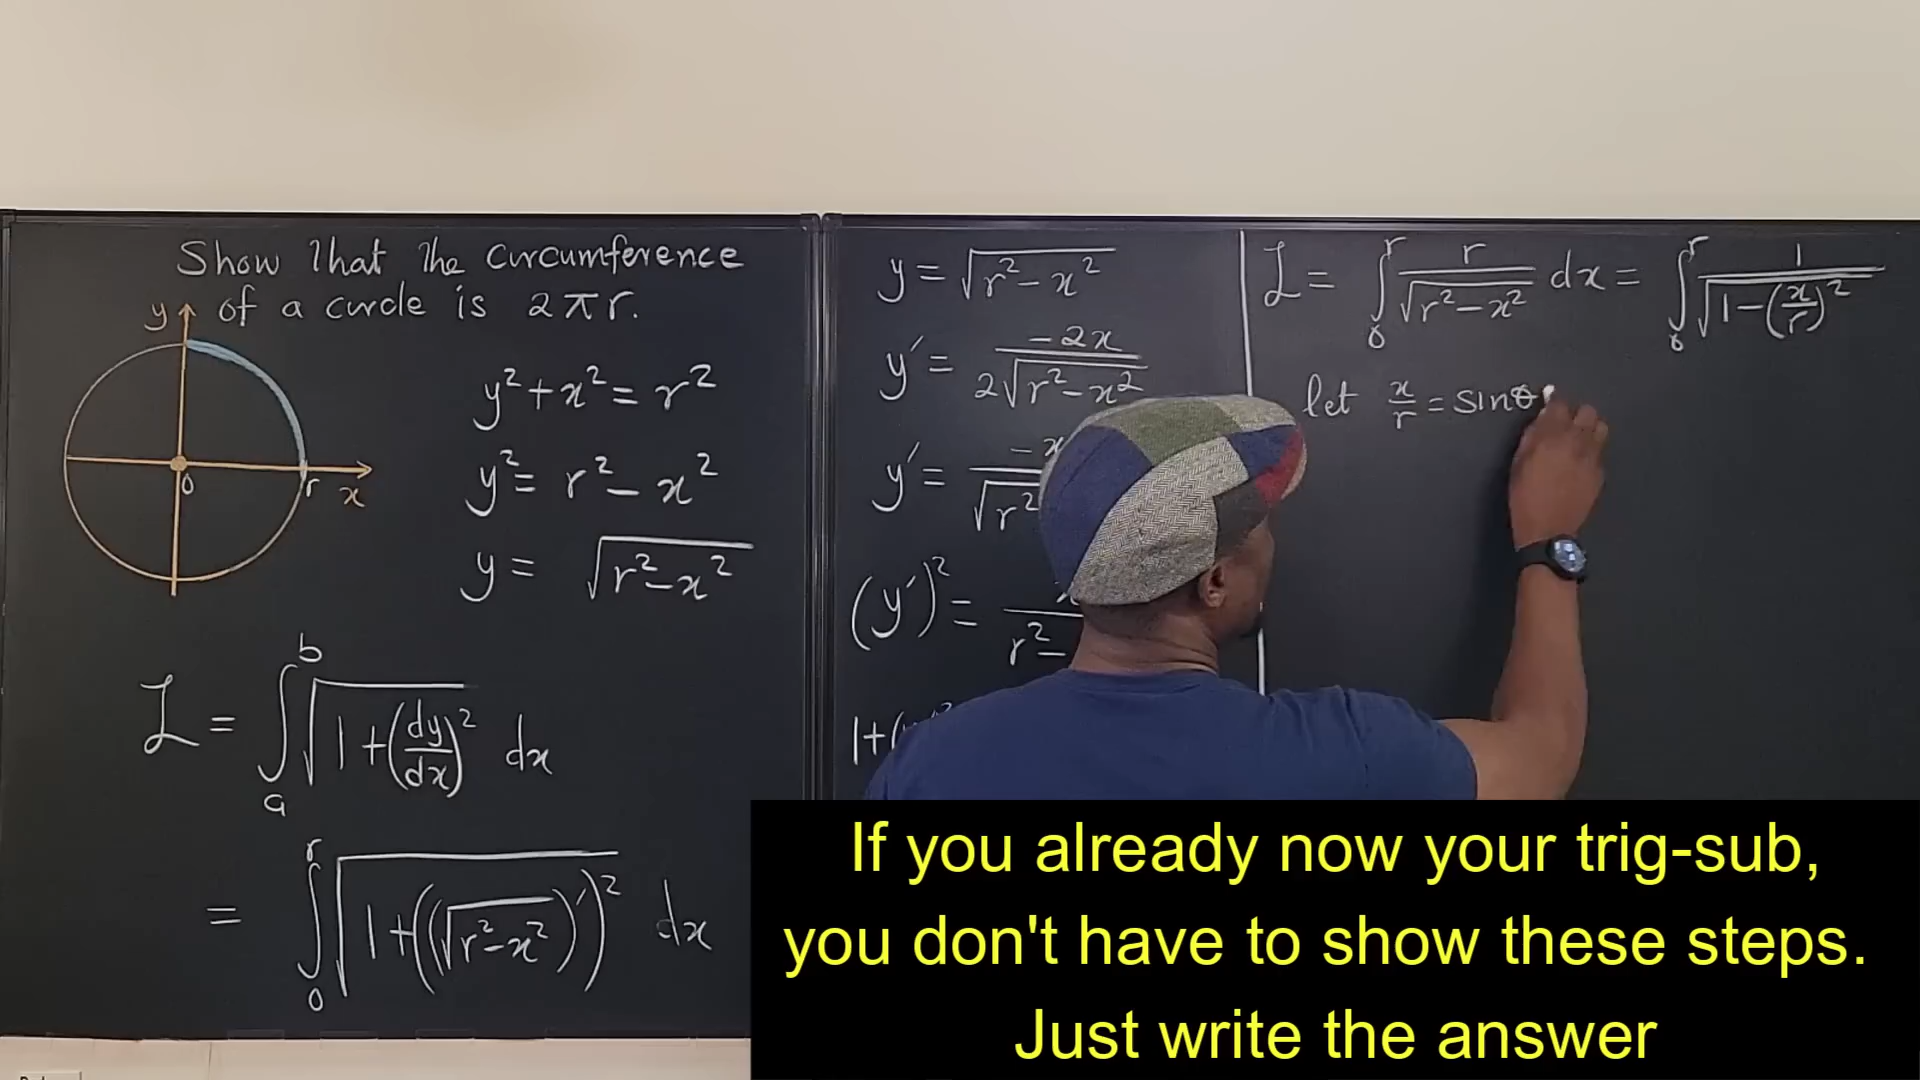 Show that the circumference
of a circle is 2πr.
y
0
r
x
y² + x² = r²
y² = r² − x²
y = √(r² − x²)
L = ∫ₐᵇ √(1 + (dy/dx)²) dx
= ∫₀ʳ √(1 + ((√(r² − x²))′)²) dx
y = √(r² − x²)
y′ = −2x / 2√(r² − x²)
y′ = −x / √(r²
(y′)² = / r² −
1 + (
L = ∫₀ʳ r / √(r² − x²) dx = ∫₀ʳ 1 / √(1 − (x/r)²)
let x/r = sinθ
If you already now your trig-sub,
you don't have to show these steps.
Just write the answer